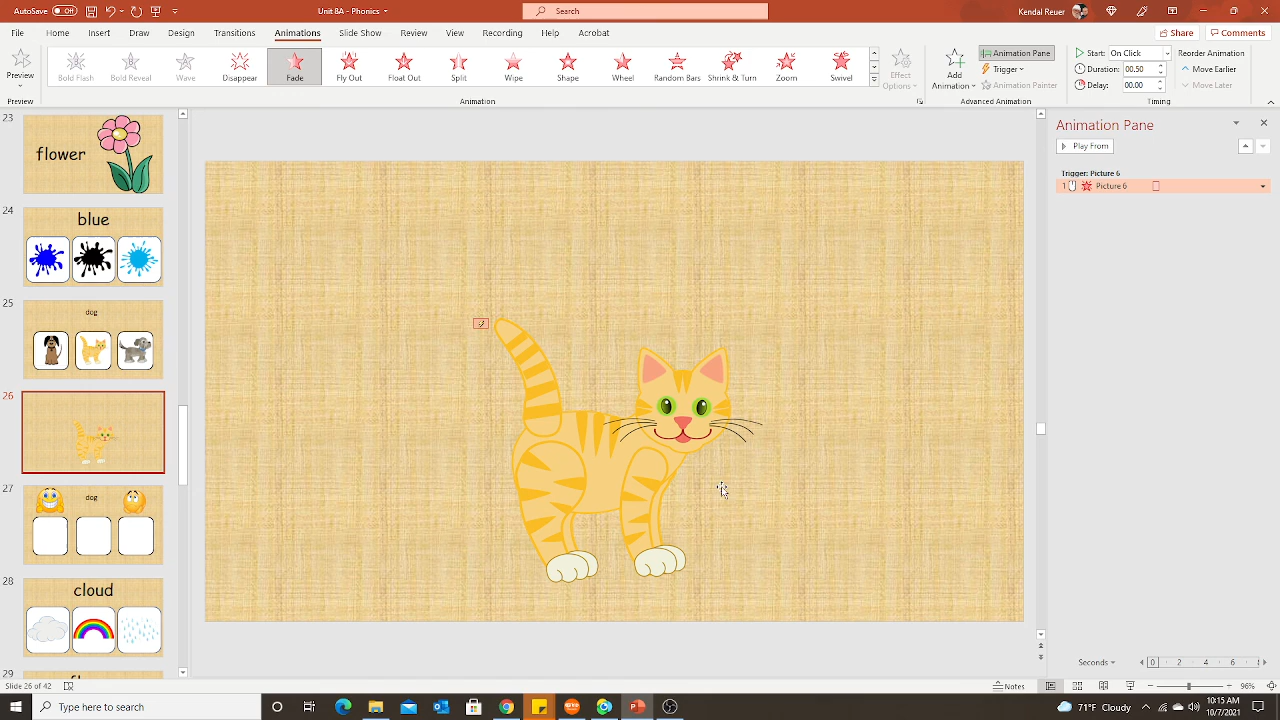 AutoSave Off Unit 8A – Phonics Search Kendal Reuer
File Home Insert Draw Design Transitions Animations Slide Show Review View Recording Help Acrobat Share Comments
Preview Bold Flash Bold Reveal Wave Disappear Fade Fly Out Float Out Split Wipe Shape Wheel Random Bars Shrink & Turn Zoom Swivel Effect Options Add Animation Animation Pane Trigger Animation Painter
Start: On Click Reorder Animation
Duration: 00.50 Move Earlier
Delay: 00.00 Move Later
Preview Animation Advanced Animation Timing
Animation Pane
Play From
Trigger: Picture 6
1 Picture 6
23
flower
24
blue
25
dog
26
27
dog
28
cloud
29
Seconds 0 2 4 6
Slide 26 of 42 Notes 96%
Type here to search 77°F Cloudy 10:15 AM
10/7/2021